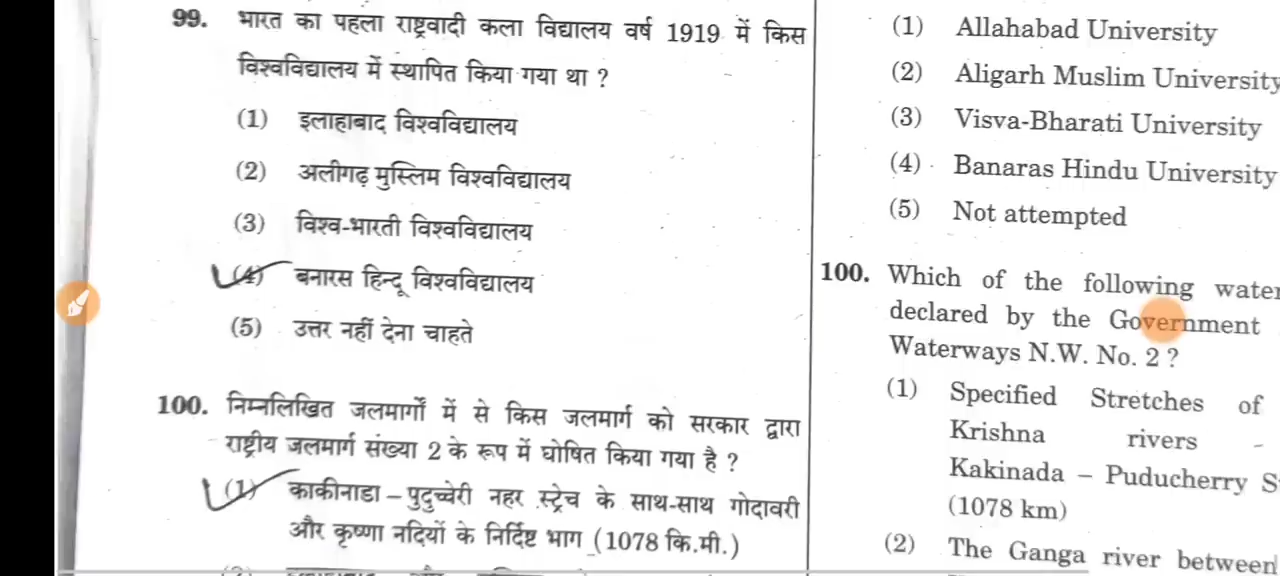 99. भारत का पहला राष्ट्रवादी कला विद्यालय वर्ष 1919 में किस
विश्वविद्यालय में स्थापित किया गया था ?
(1) इलाहाबाद विश्वविद्यालय
(2) अलीगढ़ मुस्लिम विश्वविद्यालय
(3) विश्व-भारती विश्वविद्यालय
(4) बनारस हिन्दू विश्वविद्यालय
(5) उत्तर नहीं देना चाहते
100. निम्नलिखित जलमार्गों में से किस जलमार्ग को सरकार द्वारा
राष्ट्रीय जलमार्ग संख्या 2 के रूप में घोषित किया गया है ?
(1) काकीनाडा – पुदुच्चेरी नहर स्ट्रेच के साथ-साथ गोदावरी
और कृष्णा नदियों के निर्दिष्ट भाग (1078 कि.मी.)
(1) Allahabad University
(2) Aligarh Muslim University
(3) Visva-Bharati University
(4) Banaras Hindu University
(5) Not attempted
100. Which of the following water
declared by the Government
Waterways N.W. No. 2 ?
(1) Specified Stretches of
Krishna rivers
Kakinada – Puducherry S
(1078 km)
(2) The Ganga river between